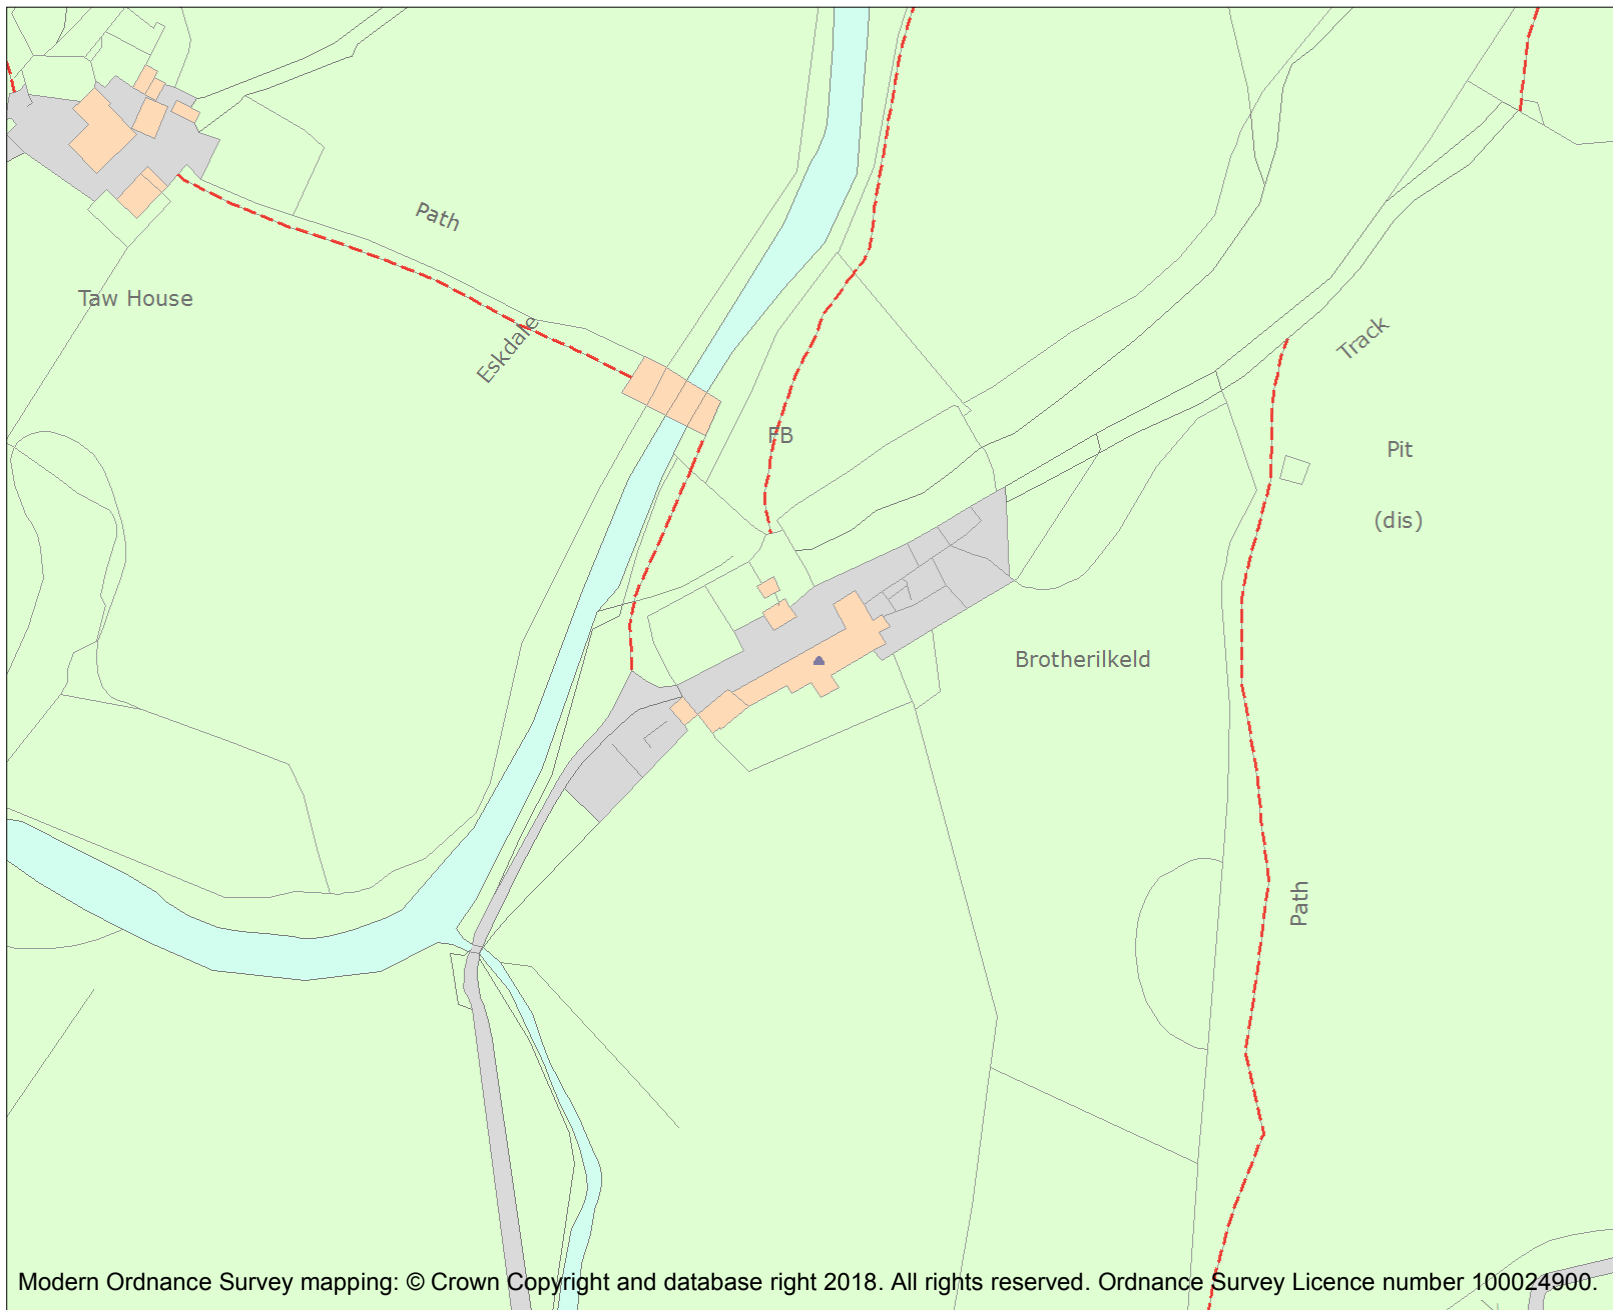 Path
Taw House
Eskdale
Track
FB
Pit
(dis)
Brotherilkeld
Path
Modern Ordnance Survey mapping: © Crown Copyright and database right 2018. All rights reserved. Ordnance Survey Licence number 100024900.